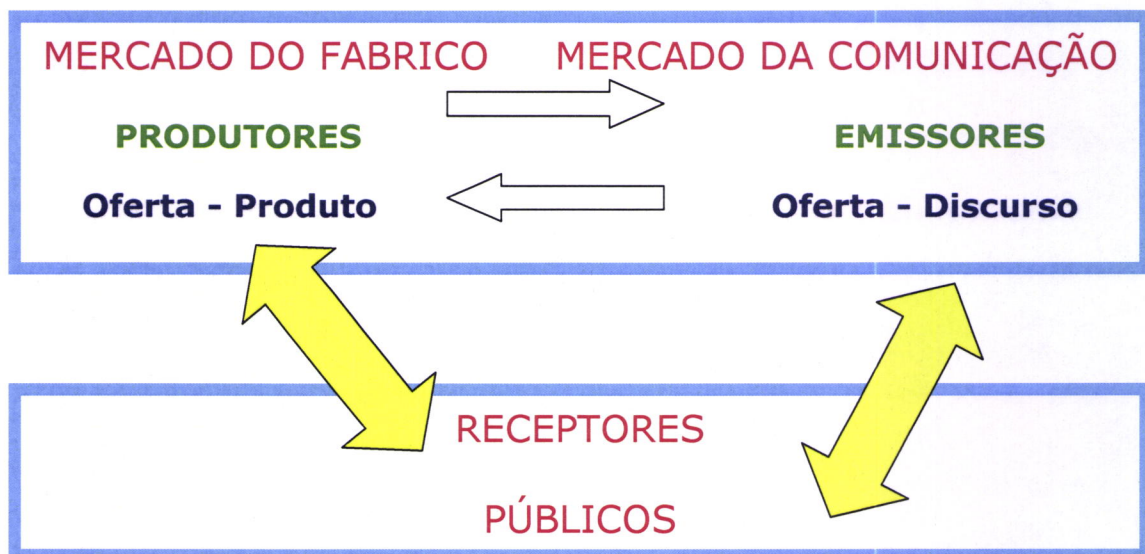 MERCADO DO FABRICO MERCADO DA COMUNICAÇÃO
PRODUTORES EMISSORES
Oferta - Produto Oferta - Discurso
RECEPTORES
PÚBLICOS